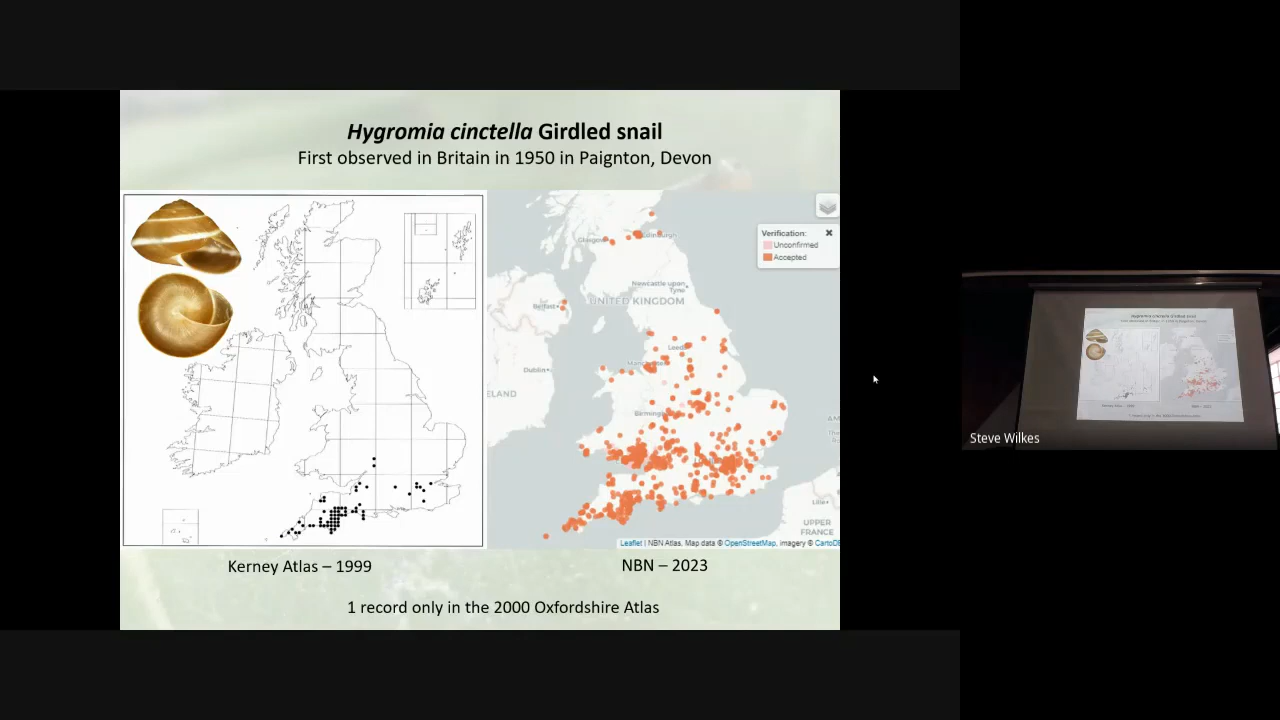 Hygromia cinctella Girdled snail
First observed in Britain in 1950 in Paignton, Devon
Verification: ✖
Unconfirmed
Accepted
Glasgow
Edinburgh
Newcastle upon
Tyne
UNITED KINGDOM
Belfast
Leeds
Manchester
Dublin
ELAND
Birmingham
Lille
UPPER
FRANCE
Leaflet | NBN Atlas, Map data © OpenStreetMap, imagery © CartoDB
Kerney Atlas – 1999
NBN – 2023
1 record only in the 2000 Oxfordshire Atlas
Steve Wilkes